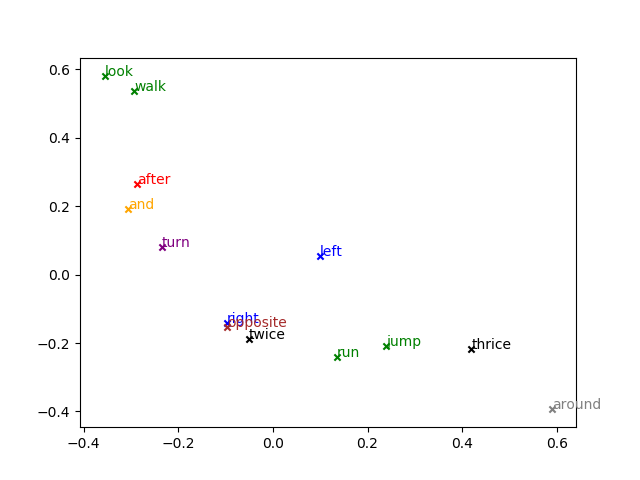 0.6
0.4
0.2
0.0
−0.2
−0.4
look
walk
after
and
turn
left
right
opposite
twice
run
jump
thrice
around
−0.4
−0.2
0.0
0.2
0.4
0.6